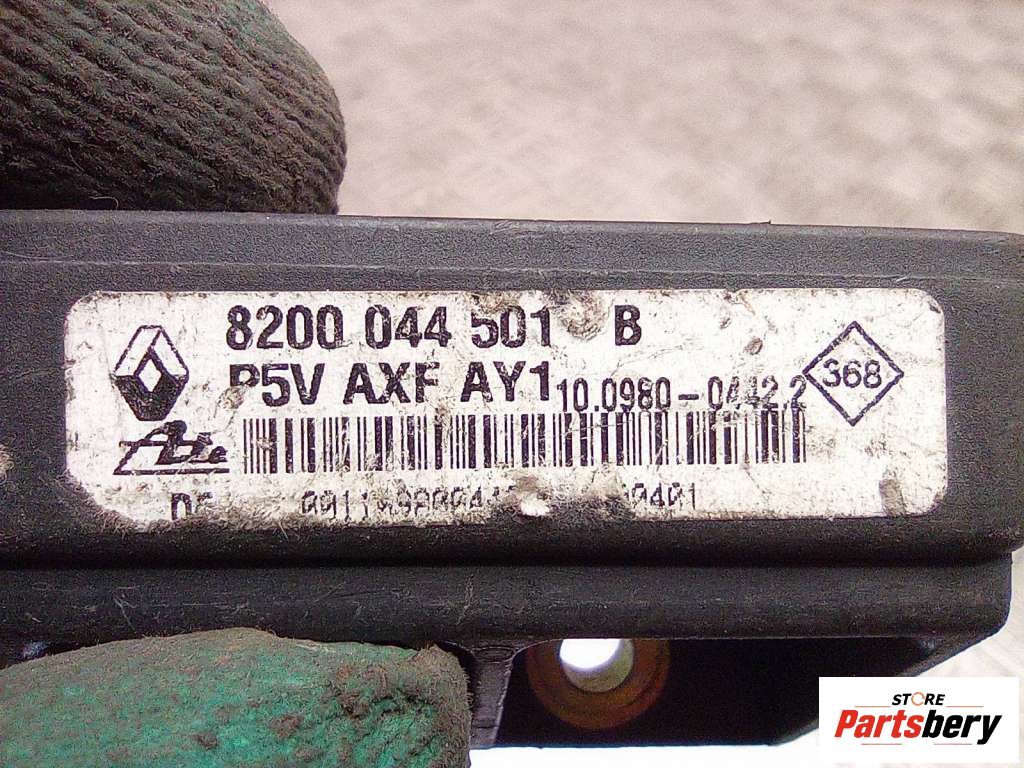 8200 044 501 B
P5V AXF AY1
10.0980-0442.2
368
Ate
STORE
Partsbery